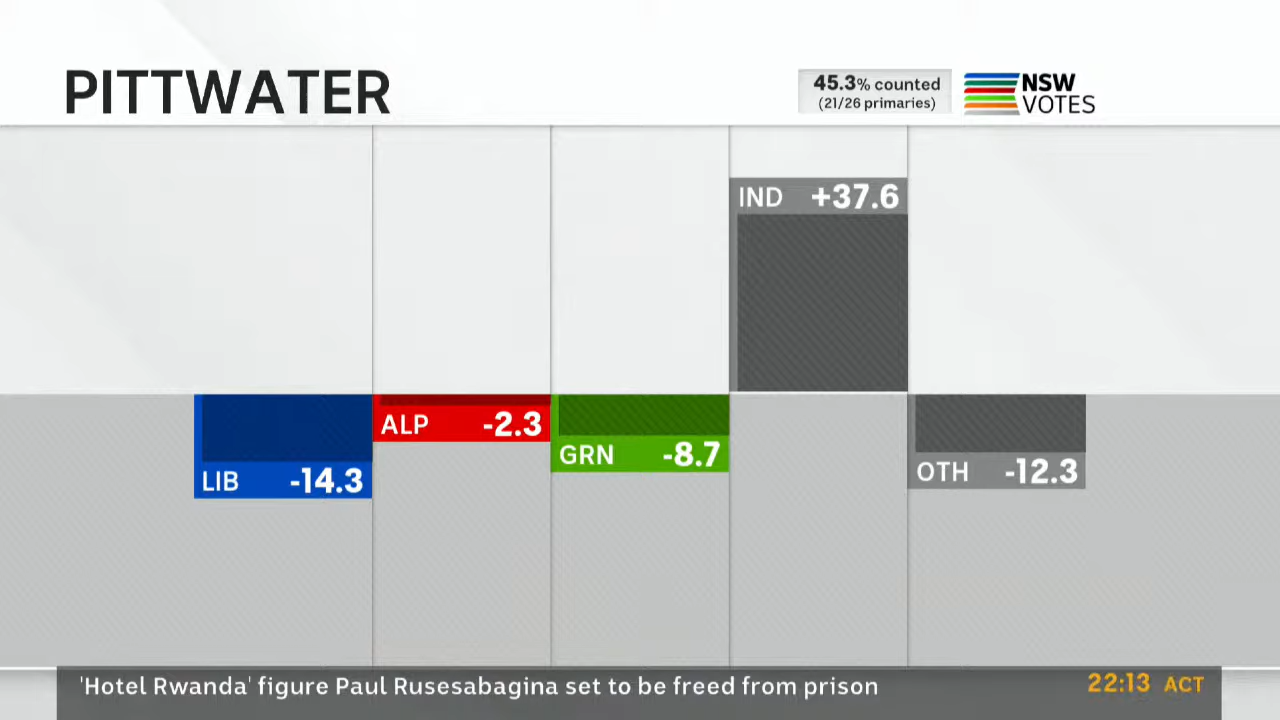 PITTWATER
45.3% counted
(21/26 primaries)
NSW
VOTES
IND +37.6
LIB -14.3
ALP -2.3
GRN -8.7
OTH -12.3
'Hotel Rwanda' figure Paul Rusesabagina set to be freed from prison
22:13 ACT